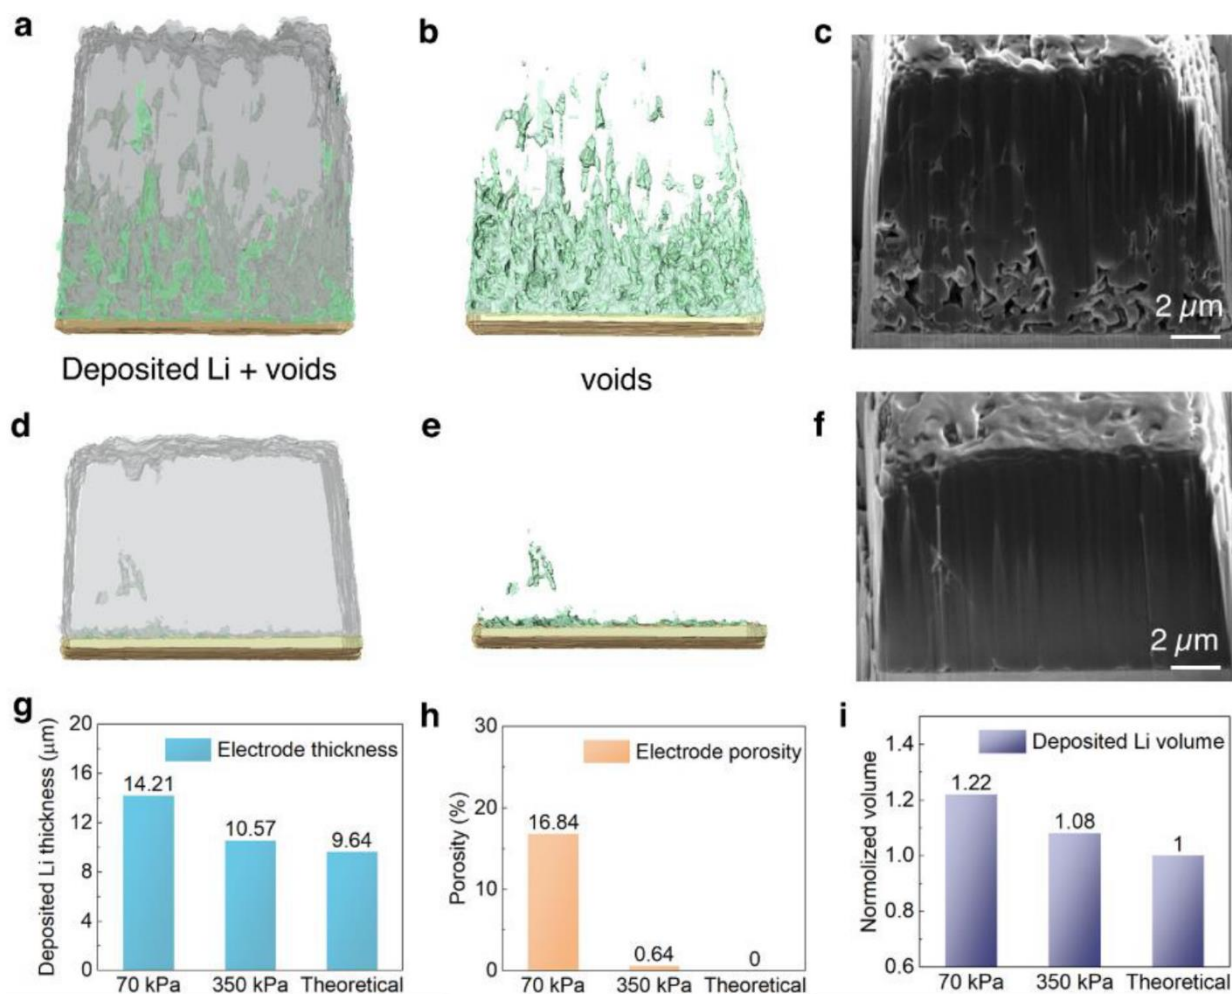 a
b
c
2 μm
Deposited Li + voids
voids
d
e
f
2 μm
g
Deposited Li thickness (μm)
20
16
12
8
4
0
Electrode thickness
14.21
10.57
9.64
70 kPa 350 kPa Theoretical
h
Porosity (%)
30
20
10
0
Electrode porosity
16.84
0.64
0
70 kPa 350 kPa Theoretical
i
Normolized volume
1.4
1.2
1.0
0.8
0.6
Deposited Li volume
1.22
1.08
1
70 kPa 350 kPa Theoretical